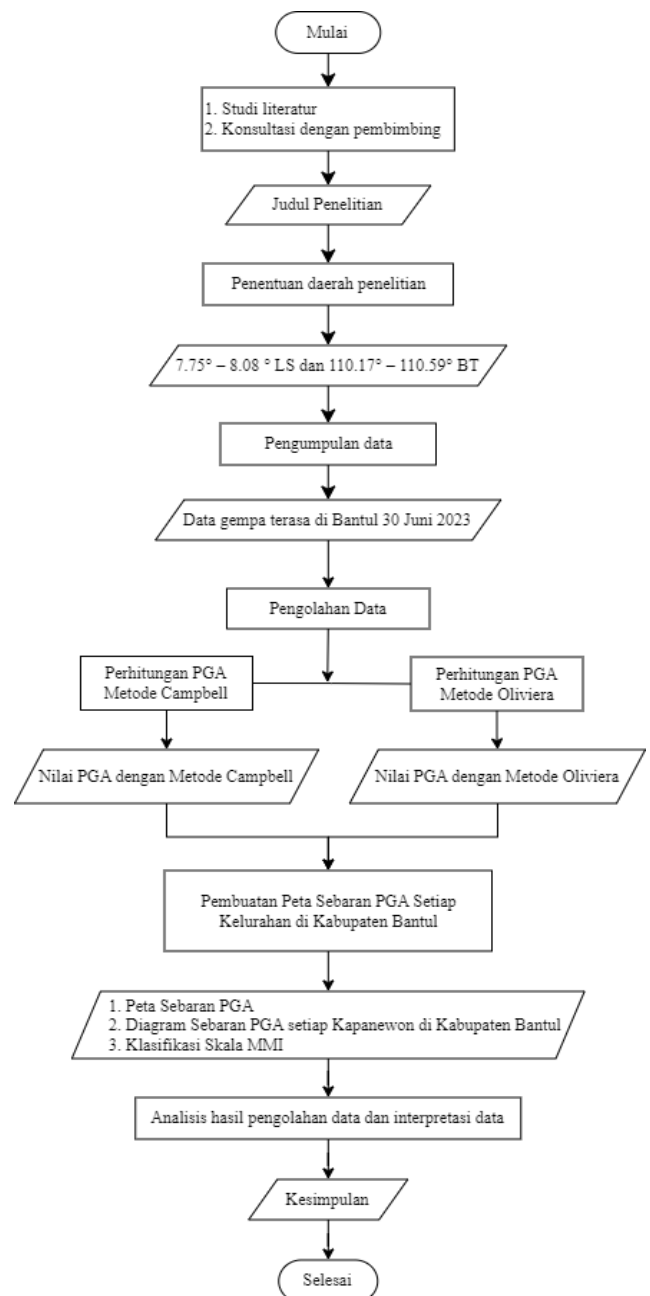 Mulai
1. Studi literatur
2. Konsultasi dengan pembimbing
Judul Penelitian
Penentuan daerah penelitian
7.75° – 8.08 ° LS dan 110.17° – 110.59° BT
Pengumpulan data
Data gempa terasa di Bantul 30 Juni 2023
Pengolahan Data
Perhitungan PGA
Metode Campbell
Perhitungan PGA
Metode Oliviera
Nilai PGA dengan Metode Campbell
Nilai PGA dengan Metode Oliviera
Pembuatan Peta Sebaran PGA Setiap
Kelurahan di Kabupaten Bantul
1. Peta Sebaran PGA
2. Diagram Sebaran PGA setiap Kapanewon di Kabupaten Bantul
3. Klasifikasi Skala MMI
Analisis hasil pengolahan data dan interpretasi data
Kesimpulan
Selesai